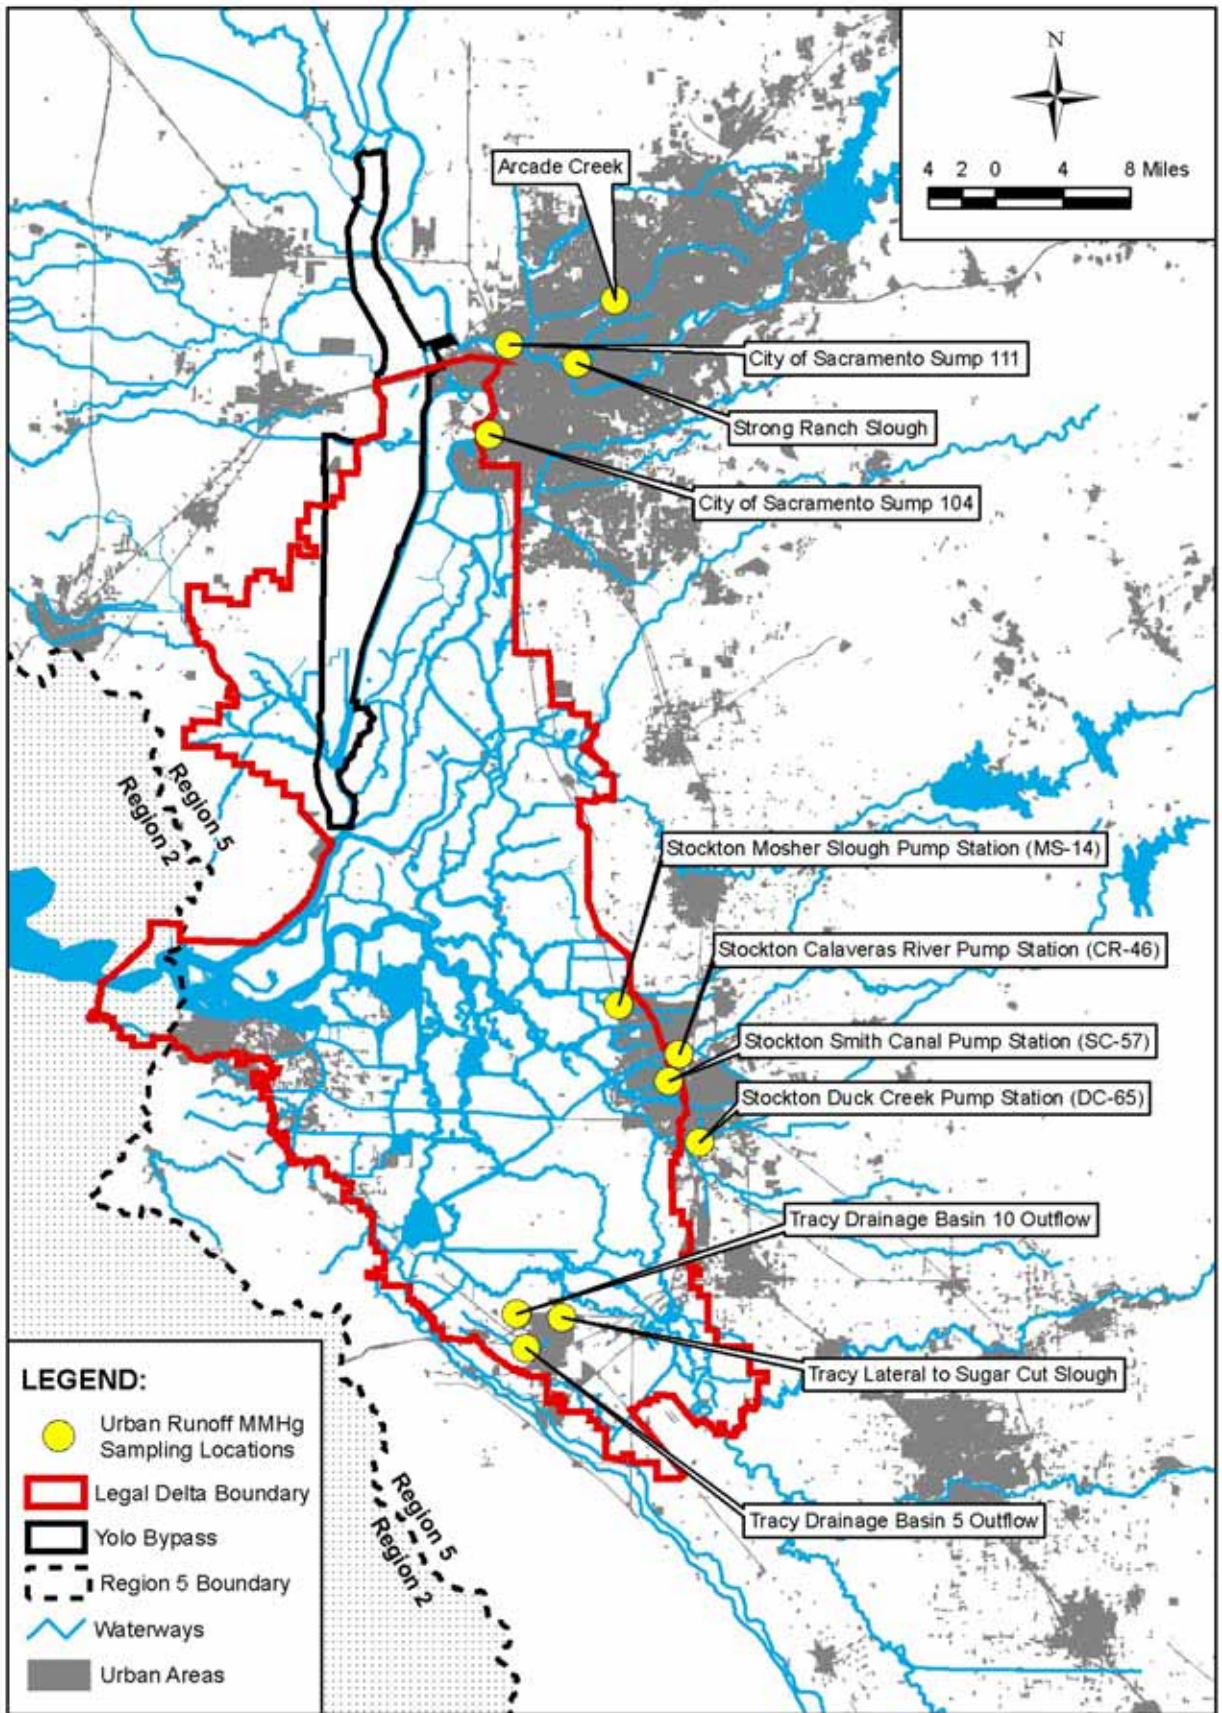 N
4 2 0 4 8 Miles
Arcade Creek
City of Sacramento Sump 111
Strong Ranch Slough
City of Sacramento Sump 104
Region 5
Region 2
Stockton Mosher Slough Pump Station (MS-14)
Stockton Calaveras River Pump Station (CR-46)
Stockton Smith Canal Pump Station (SC-57)
Stockton Duck Creek Pump Station (DC-65)
Tracy Drainage Basin 10 Outflow
Tracy Lateral to Sugar Cut Slough
Tracy Drainage Basin 5 Outflow
Region 5
Region 2
LEGEND:
Urban Runoff MMHg
Sampling Locations
Legal Delta Boundary
Yolo Bypass
Region 5 Boundary
Waterways
Urban Areas